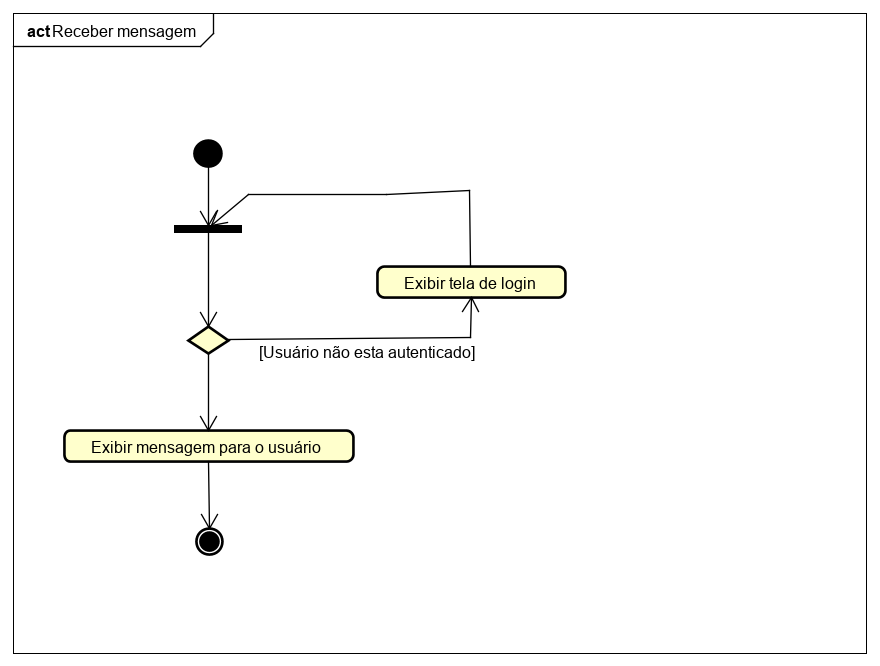 act Receber mensagem
Exibir tela de login
[Usuário não esta autenticado]
Exibir mensagem para o usuário